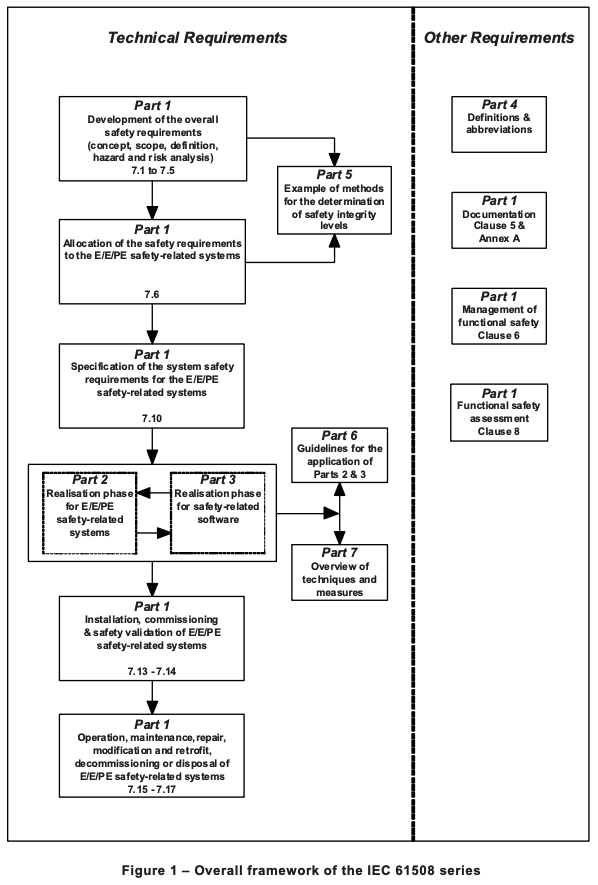 Technical Requirements
Other Requirements
Part 1
Development of the overall
safety requirements
(concept, scope, definition,
hazard and risk analysis)
7.1 to 7.5
Part 5
Example of methods
for the determination
of safety integrity
levels
Part 1
Allocation of the safety requirements
to the E/E/PE safety-related systems
7.6
Part 1
Specification of the system safety
requirements for the E/E/PE
safety-related systems
7.10
Part 6
Guidelines for the
application of
Parts 2 & 3
Part 2
Realisation phase
for E/E/PE
safety-related
systems
Part 3
Realisation phase
for safety-related
software
Part 7
Overview of
techniques and
measures
Part 1
Installation, commissioning
& safety validation of E/E/PE
safety-related systems
7.13 - 7.14
Part 1
Operation, maintenance,repair,
modification and retrofit,
decommissioning or disposal of
E/E/PE safety-related systems
7.15 - 7.17
Part 4
Definitions &
abbreviations
Part 1
Documentation
Clause 5 &
Annex A
Part 1
Management of
functional safety
Clause 6
Part 1
Functional safety
assessment
Clause 8
Figure 1 – Overall framework of the IEC 61508 series